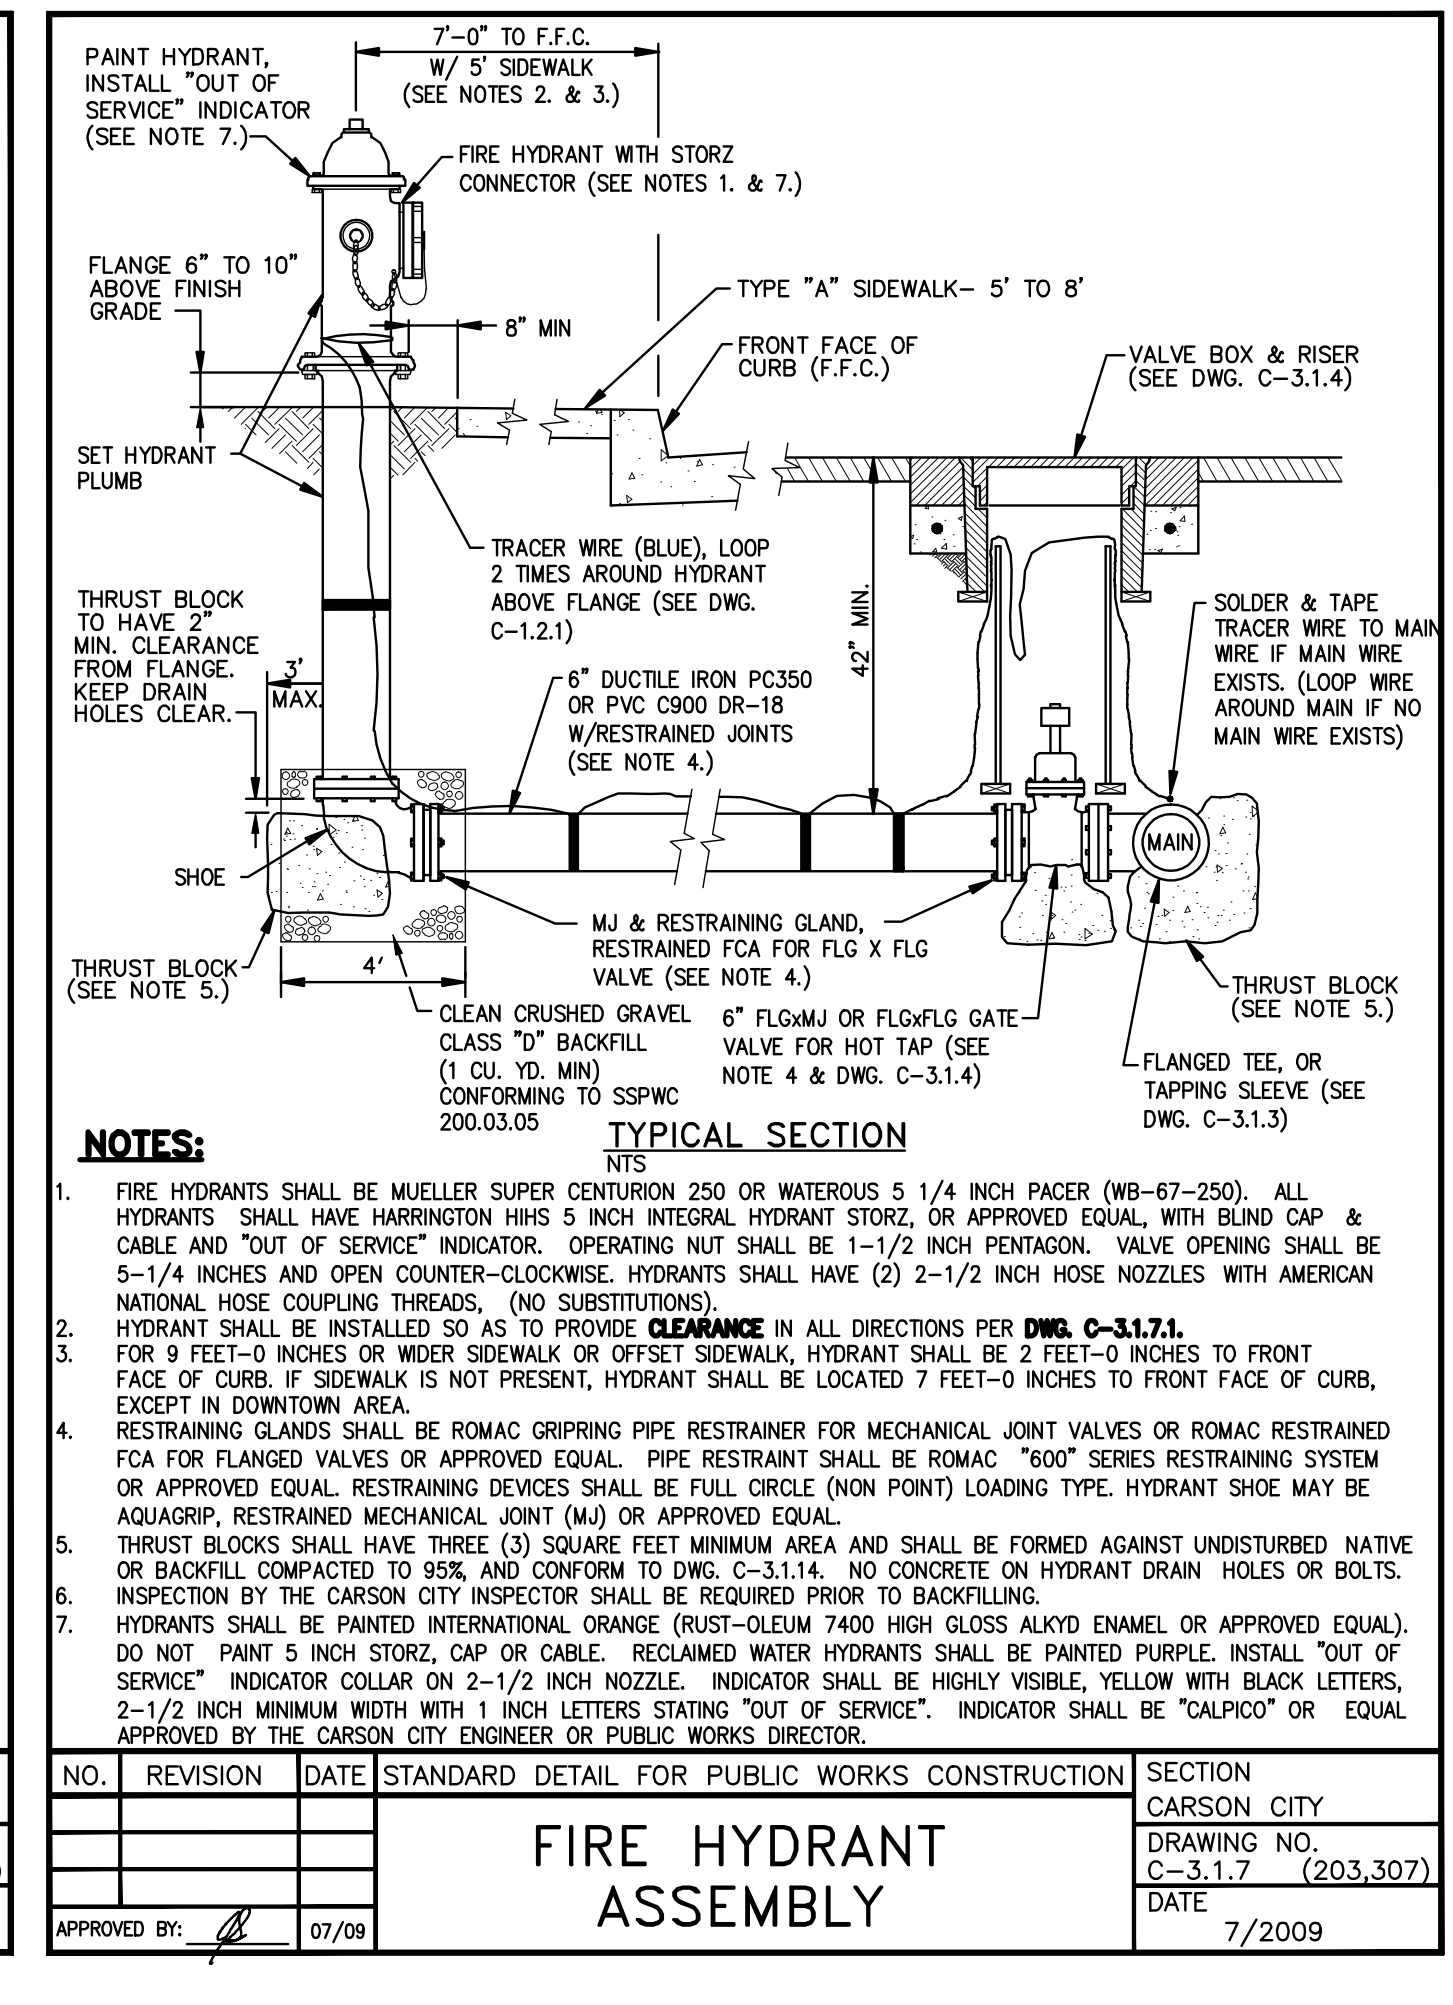 7'-0" TO F.F.C.
W/ 5' SIDEWALK
(SEE NOTES 2. & 3.)
PAINT HYDRANT,
INSTALL "OUT OF
SERVICE" INDICATOR
(SEE NOTE 7.)
FIRE HYDRANT WITH STORZ
CONNECTOR (SEE NOTES 1. & 7.)
FLANGE 6" TO 10"
ABOVE FINISH
GRADE
TYPE "A" SIDEWALK- 5' TO 8'
8" MIN
FRONT FACE OF
CURB (F.F.C.)
VALVE BOX & RISER
(SEE DWG. C-3.1.4)
SET HYDRANT
PLUMB
TRACER WIRE (BLUE), LOOP
2 TIMES AROUND HYDRANT
ABOVE FLANGE (SEE DWG.
C-1.2.1)
42" MIN.
THRUST BLOCK
TO HAVE 2"
MIN. CLEARANCE
FROM FLANGE.
KEEP DRAIN
HOLES CLEAR.
3'
MAX.
SOLDER & TAPE
TRACER WIRE TO MAIN
WIRE IF MAIN WIRE
EXISTS. (LOOP WIRE
AROUND MAIN IF NO
MAIN WIRE EXISTS)
6" DUCTILE IRON PC350
OR PVC C900 DR-18
W/RESTRAINED JOINTS
(SEE NOTE 4.)
MAIN
SHOE
MJ & RESTRAINING GLAND,
RESTRAINED FCA FOR FLG X FLG
VALVE (SEE NOTE 4.)
THRUST BLOCK
(SEE NOTE 5.)
4'
THRUST BLOCK
(SEE NOTE 5.)
CLEAN CRUSHED GRAVEL
CLASS "D" BACKFILL
(1 CU. YD. MIN)
CONFORMING TO SSPWC
200.03.05
6" FLGxMJ OR FLGxFLG GATE
VALVE FOR HOT TAP (SEE
NOTE 4 & DWG. C-3.1.4)
FLANGED TEE, OR
TAPPING SLEEVE (SEE
DWG. C-3.1.3)
NOTES:
TYPICAL SECTION
NTS
1. FIRE HYDRANTS SHALL BE MUELLER SUPER CENTURION 250 OR WATEROUS 5 1/4 INCH PACER (WB-67-250). ALL
HYDRANTS SHALL HAVE HARRINGTON HIHS 5 INCH INTEGRAL HYDRANT STORZ, OR APPROVED EQUAL, WITH BLIND CAP &
CABLE AND "OUT OF SERVICE" INDICATOR. OPERATING NUT SHALL BE 1-1/2 INCH PENTAGON. VALVE OPENING SHALL BE
5-1/4 INCHES AND OPEN COUNTER-CLOCKWISE. HYDRANTS SHALL HAVE (2) 2-1/2 INCH HOSE NOZZLES WITH AMERICAN
NATIONAL HOSE COUPLING THREADS, (NO SUBSTITUTIONS).
2. HYDRANT SHALL BE INSTALLED SO AS TO PROVIDE CLEARANCE IN ALL DIRECTIONS PER DWG. C-3.1.7.1.
3. FOR 9 FEET-0 INCHES OR WIDER SIDEWALK OR OFFSET SIDEWALK, HYDRANT SHALL BE 2 FEET-0 INCHES TO FRONT
FACE OF CURB. IF SIDEWALK IS NOT PRESENT, HYDRANT SHALL BE LOCATED 7 FEET-0 INCHES TO FRONT FACE OF CURB,
EXCEPT IN DOWNTOWN AREA.
4. RESTRAINING GLANDS SHALL BE ROMAC GRIPRING PIPE RESTRAINER FOR MECHANICAL JOINT VALVES OR ROMAC RESTRAINED
FCA FOR FLANGED VALVES OR APPROVED EQUAL. PIPE RESTRAINT SHALL BE ROMAC "600" SERIES RESTRAINING SYSTEM
OR APPROVED EQUAL. RESTRAINING DEVICES SHALL BE FULL CIRCLE (NON POINT) LOADING TYPE. HYDRANT SHOE MAY BE
AQUAGRIP, RESTRAINED MECHANICAL JOINT (MJ) OR APPROVED EQUAL.
5. THRUST BLOCKS SHALL HAVE THREE (3) SQUARE FEET MINIMUM AREA AND SHALL BE FORMED AGAINST UNDISTURBED NATIVE
OR BACKFILL COMPACTED TO 95%, AND CONFORM TO DWG. C-3.1.14. NO CONCRETE ON HYDRANT DRAIN HOLES OR BOLTS.
6. INSPECTION BY THE CARSON CITY INSPECTOR SHALL BE REQUIRED PRIOR TO BACKFILLING.
7. HYDRANTS SHALL BE PAINTED INTERNATIONAL ORANGE (RUST-OLEUM 7400 HIGH GLOSS ALKYD ENAMEL OR APPROVED EQUAL).
DO NOT PAINT 5 INCH STORZ, CAP OR CABLE. RECLAIMED WATER HYDRANTS SHALL BE PAINTED PURPLE. INSTALL "OUT OF
SERVICE" INDICATOR COLLAR ON 2-1/2 INCH NOZZLE. INDICATOR SHALL BE HIGHLY VISIBLE, YELLOW WITH BLACK LETTERS,
2-1/2 INCH MINIMUM WIDTH WITH 1 INCH LETTERS STATING "OUT OF SERVICE". INDICATOR SHALL BE "CALPICO" OR EQUAL
APPROVED BY THE CARSON CITY ENGINEER OR PUBLIC WORKS DIRECTOR.
NO. REVISION DATE
STANDARD DETAIL FOR PUBLIC WORKS CONSTRUCTION
FIRE HYDRANT
ASSEMBLY
SECTION
CARSON CITY
DRAWING NO.
C-3.1.7 (203,307)
DATE
7/2009
APPROVED BY: 07/09